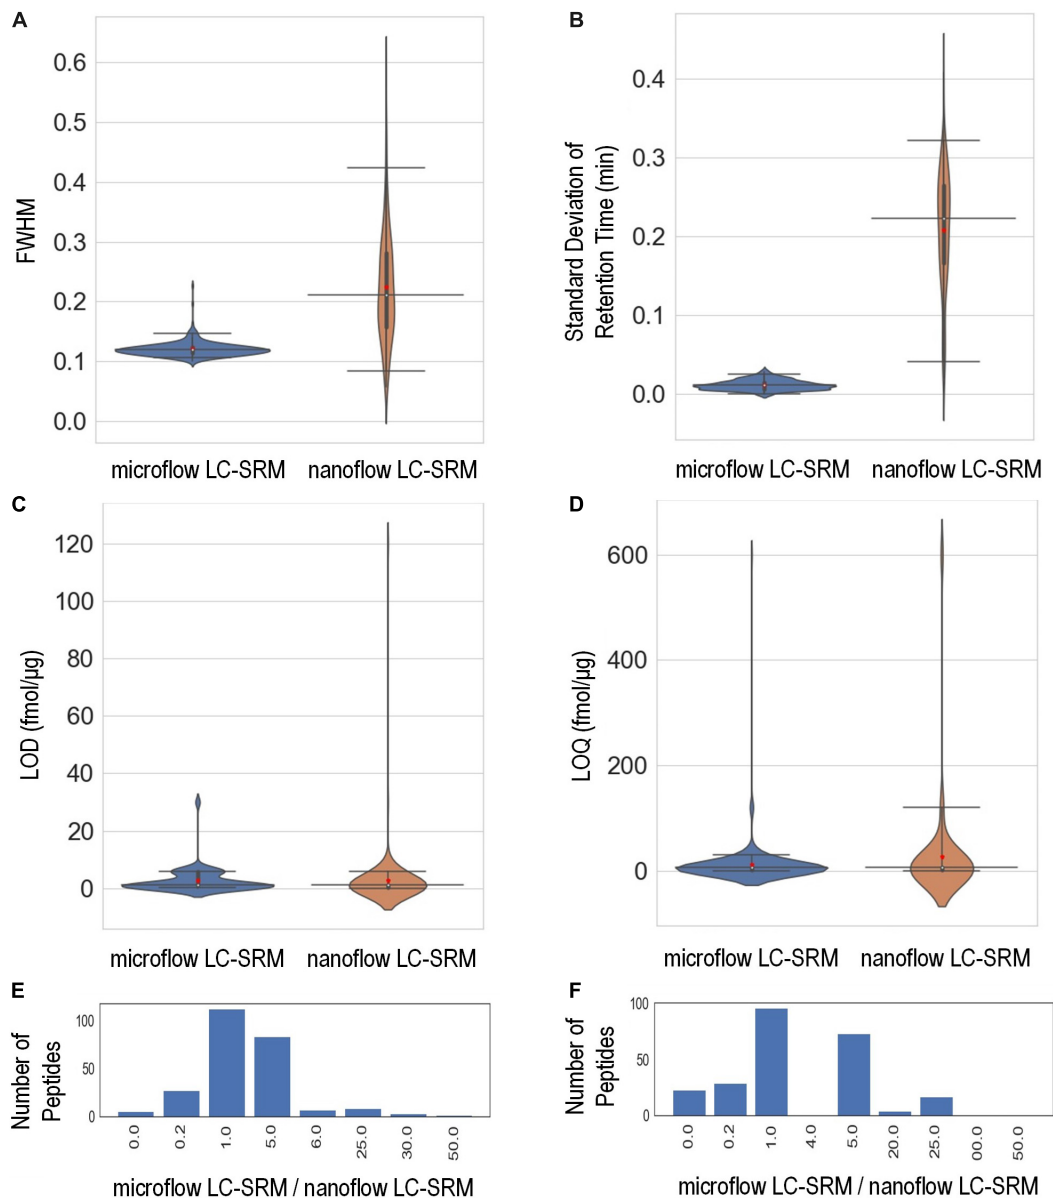 A
FWHM
0.6
0.5
0.4
0.3
0.2
0.1
0.0
microflow LC-SRM nanoflow LC-SRM
B
Standard Deviation of
Retention Time (min)
0.4
0.3
0.2
0.1
0.0
microflow LC-SRM nanoflow LC-SRM
C
LOD (fmol/µg)
120
100
80
60
40
20
0
microflow LC-SRM nanoflow LC-SRM
D
LOQ (fmol/µg)
600
400
200
0
microflow LC-SRM nanoflow LC-SRM
E
Number of
Peptides
100
50
0
0.0 0.2 1.0 5.0 6.0 25.0 30.0 50.0
microflow LC-SRM / nanoflow LC-SRM
F
Number of
Peptides
100
50
0
0.0 0.2 1.0 4.0 5.0 20.0 25.0 00.0 50.0
microflow LC-SRM / nanoflow LC-SRM